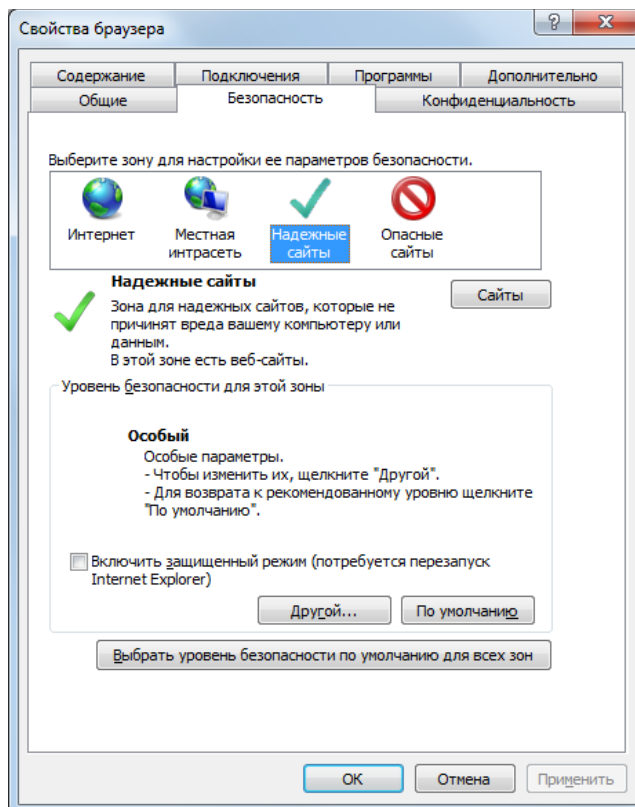 Свойства браузера
Содержание Подключения Программы Дополнительно
Общие Безопасность Конфиденциальность
Выберите зону для настройки ее параметров безопасности.
Интернет Местная Надежные Опасные
интрасеть сайты сайты
Надежные сайты
Сайты
Зона для надежных сайтов, которые не
причинят вреда вашему компьютеру или
данным.
В этой зоне есть веб-сайты.
Уровень безопасности для этой зоны
Особый
Особые параметры.
- Чтобы изменить их, щелкните "Другой".
- Для возврата к рекомендованному уровню щелкните
"По умолчанию".
Включить защищенный режим (потребуется перезапуск
Internet Explorer)
Другой... По умолчанию
Выбрать уровень безопасности по умолчанию для всех зон
ОК Отмена Применить